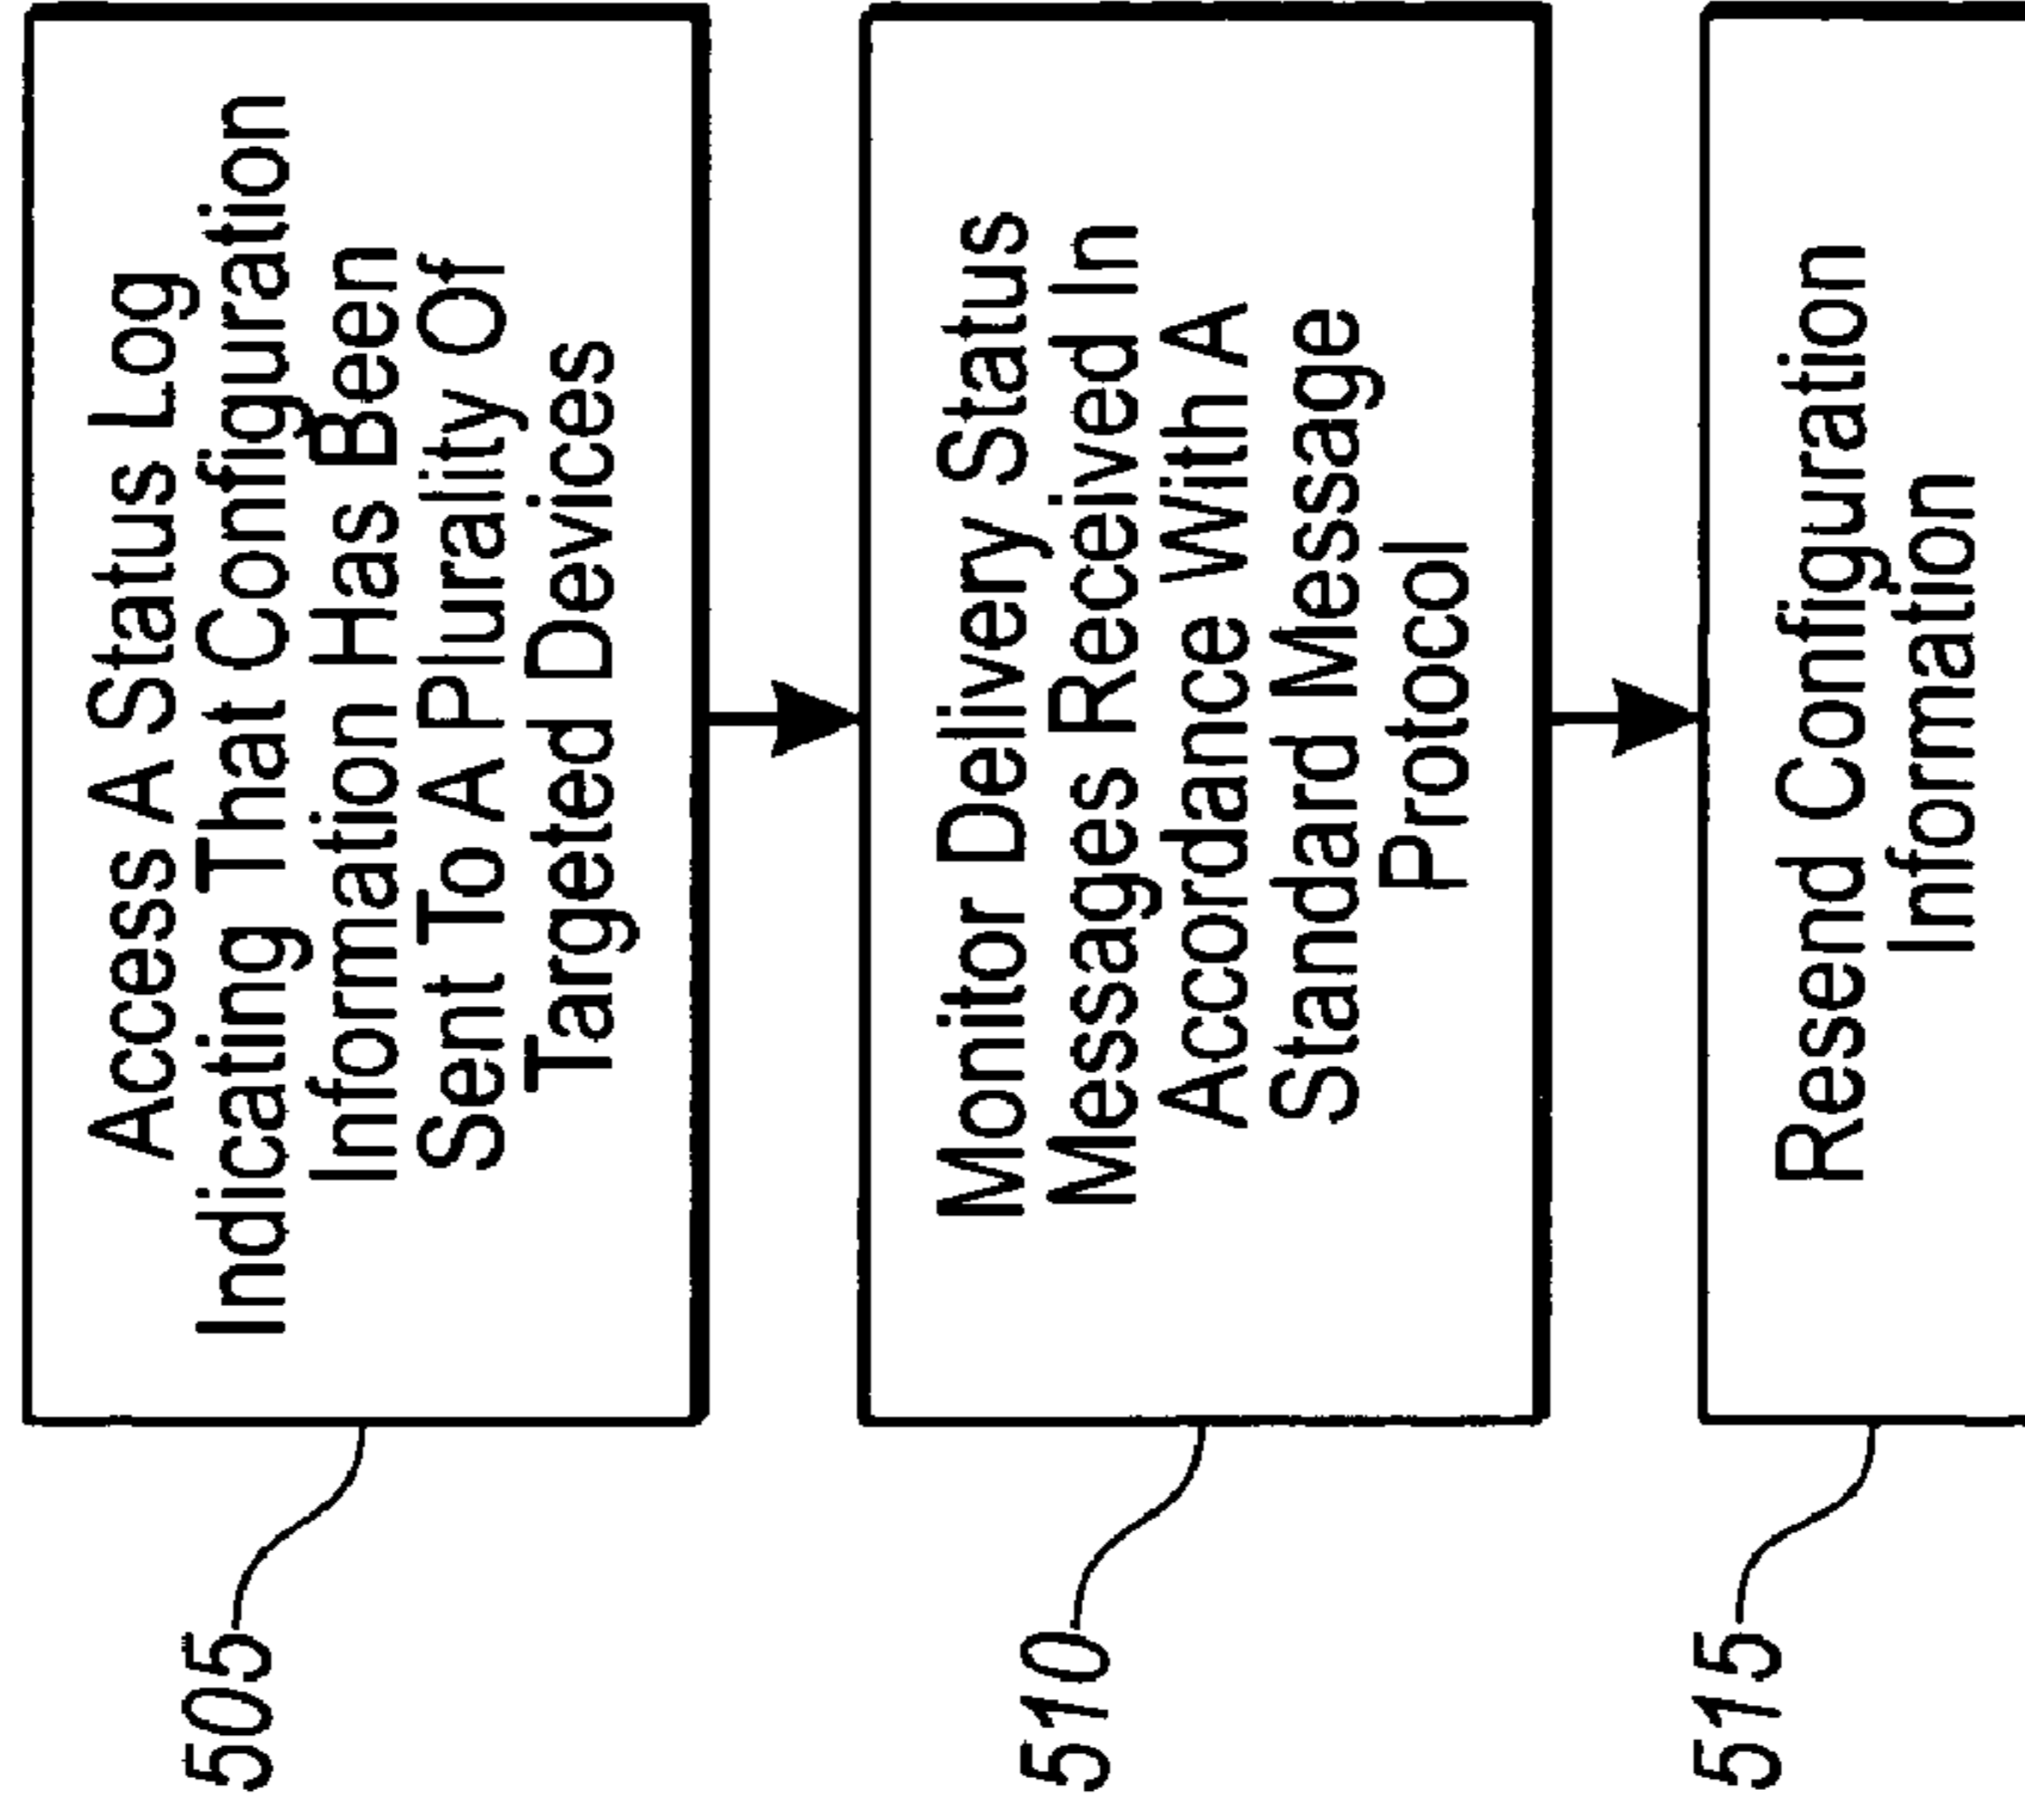 505
Access A Status Log
Indicating That Configuration
Information Has Been
Sent To A Plurality Of
Targeted Devices
510
Monitor Delivery Status
Messages Received In
Accordance With A
Standard Message
Protocol
515
Resend Configuration
Information